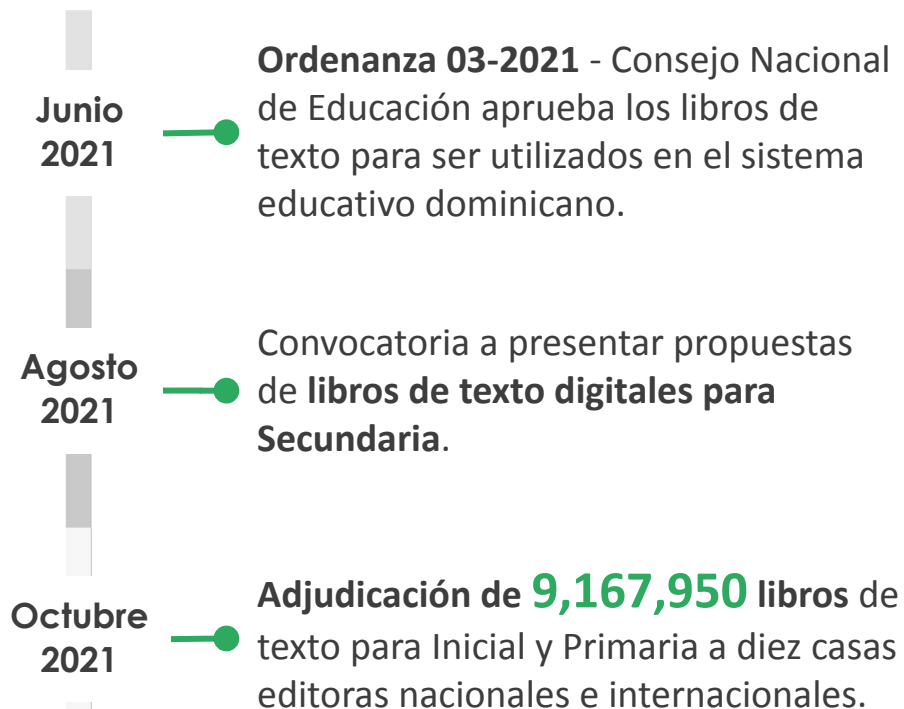 Junio
2021
Ordenanza 03-2021 - Consejo Nacional
de Educación aprueba los libros de
texto para ser utilizados en el sistema
educativo dominicano.
Agosto
2021
Convocatoria a presentar propuestas
de libros de texto digitales para
Secundaria.
Octubre
2021
Adjudicación de 9,167,950 libros de
texto para Inicial y Primaria a diez casas
editoras nacionales e internacionales.